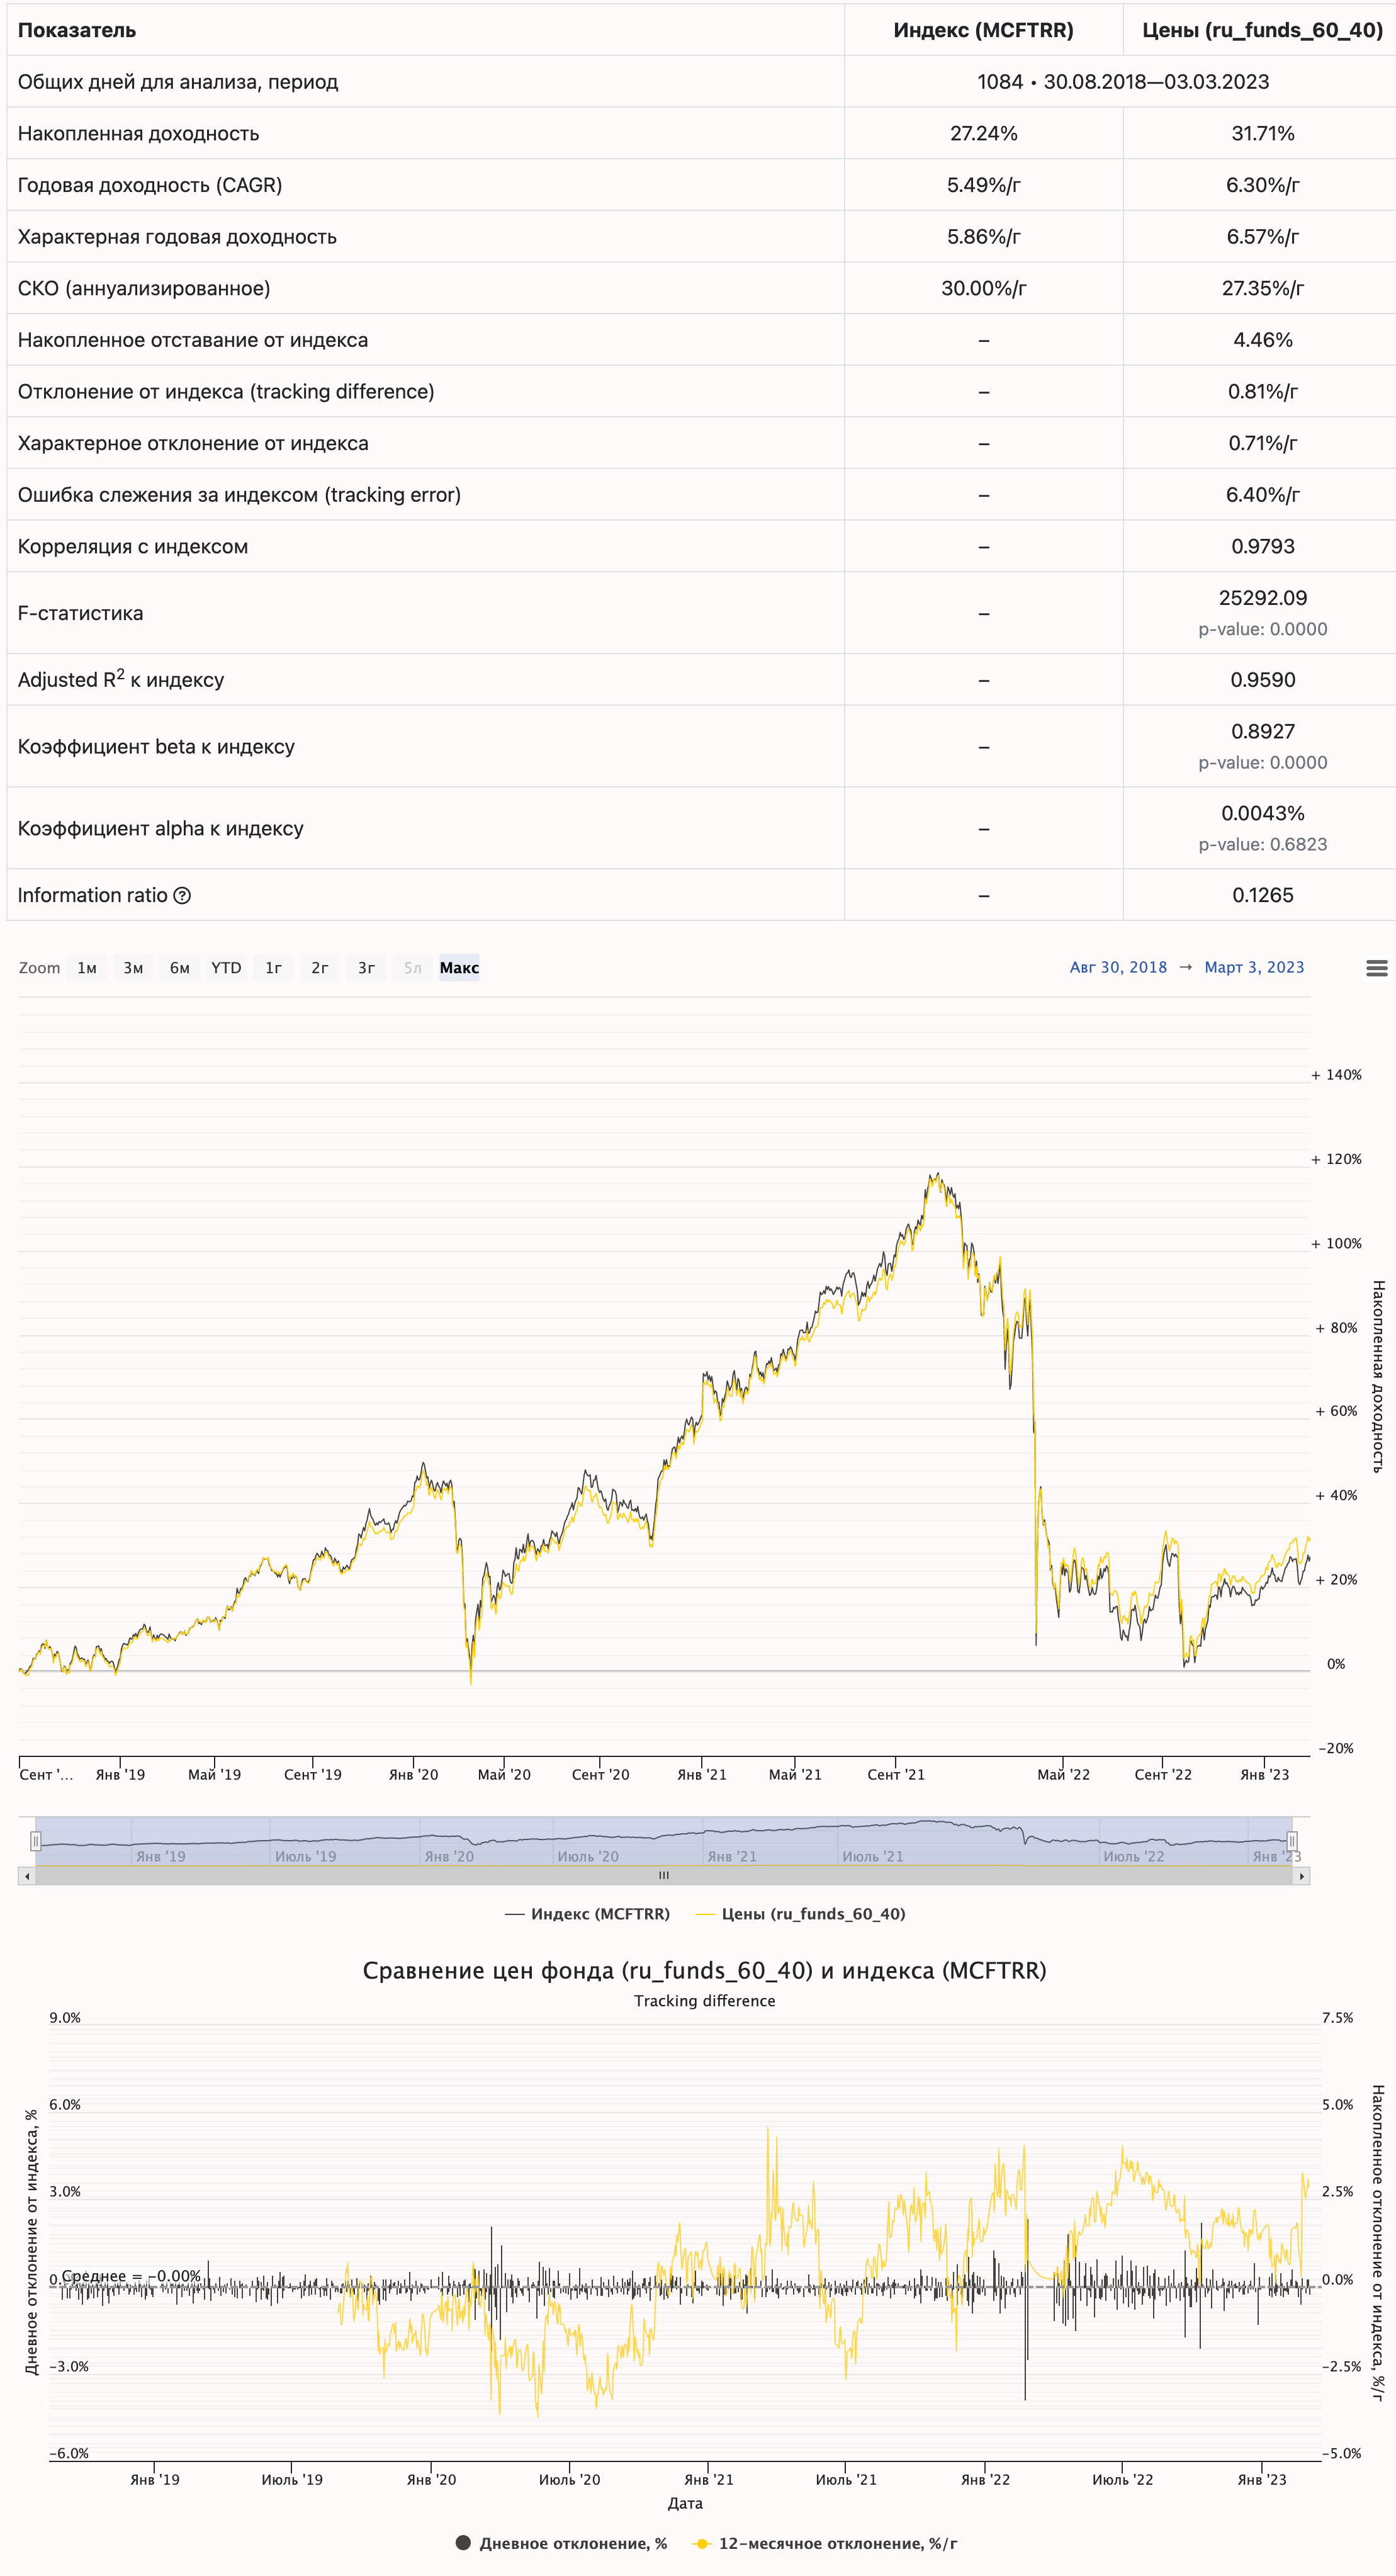 Показатель Индекс (MCFTRR) Цены (ru_funds_60_40)
Общих дней для анализа, период 1084 • 30.08.2018—03.03.2023
Накопленная доходность 27.24% 31.71%
Годовая доходность (CAGR) 5.49%/г 6.30%/г
Характерная годовая доходность 5.86%/г 6.57%/г
СКО (аннуализированное) 30.00%/г 27.35%/г
Накопленное отставание от индекса – 4.46%
Отклонение от индекса (tracking difference) – 0.81%/г
Характерное отклонение от индекса – 0.71%/г
Ошибка слежения за индексом (tracking error) – 6.40%/г
Корреляция с индексом – 0.9793
F-статистика – 25292.09
p-value: 0.0000
Adjusted R² к индексу – 0.9590
Коэффициент beta к индексу – 0.8927
p-value: 0.0000
Коэффициент alpha к индексу – 0.0043%
p-value: 0.6823
Information ratio ? – 0.1265
Zoom 1м 3м 6м YTD 1г 2г 3г 5л Макс Авг 30, 2018 → Март 3, 2023
+ 140%
+ 120%
+ 100%
+ 80%
+ 60%
+ 40%
+ 20%
0%
−20%
Накопленная доходность
Сент '… Янв '19 Май '19 Сент '19 Янв '20 Май '20 Сент '20 Янв '21 Май '21 Сент '21 Май '22 Сент '22 Янв '23
Янв '19 Июль '19 Янв '20 Июль '20 Янв '21 Июль '21 Июль '22 Янв '23
Индекс (MCFTRR) Цены (ru_funds_60_40)
Сравнение цен фонда (ru_funds_60_40) и индекса (MCFTRR)
Tracking difference
9.0% 7.5%
6.0% 5.0%
3.0% 2.5%
0. Среднее = −0.00% 0.0%
−3.0% −2.5%
−6.0% −5.0%
Дневное отклонение от индекса, %
Накопленное отклонение от индекса, %/г
Янв '19 Июль '19 Янв '20 Июль '20 Янв '21 Июль '21 Янв '22 Июль '22 Янв '23
Дата
Дневное отклонение, % 12−месячное отклонение, %/г